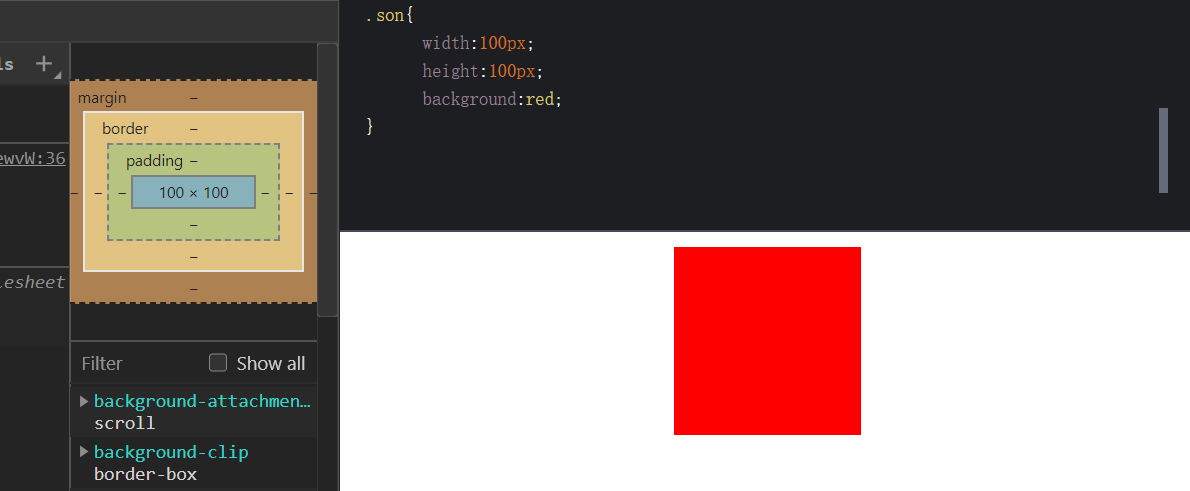 ls
ewvW:36
lesheet
margin –
border –
padding –
– – – 100 × 100 – – –
–
–
–
Filter Show all
background-attachmen…
scroll
background-clip
border-box
.son{
width:100px;
height:100px;
background:red;
}